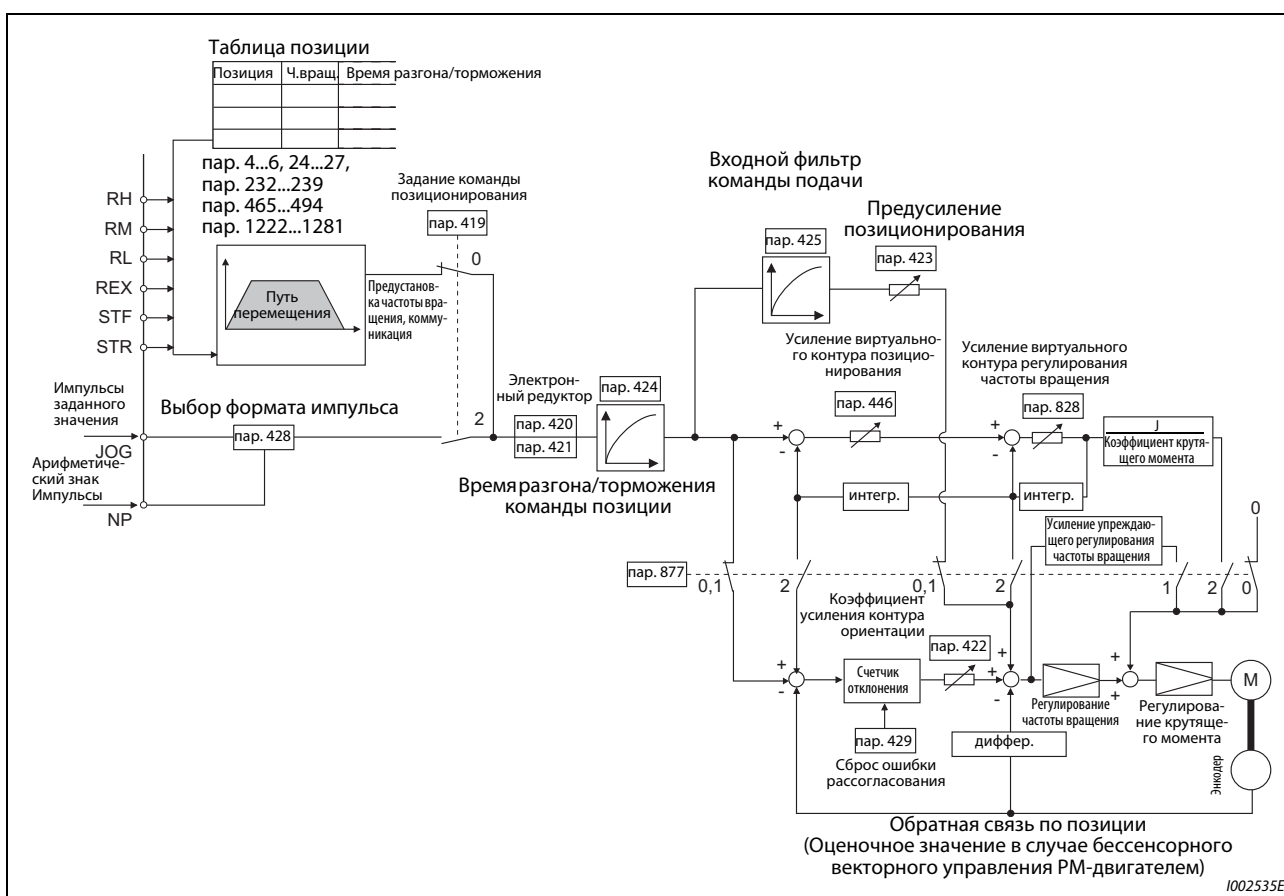 Таблица позиции
Позиция
Ч.вращ.
Время разгона/торможения
пар. 4...6, 24...27,
пар. 232...239
пар. 465...494
пар. 1222...1281
RH
RM
RL
REX
STF
STR
Путь
перемещения
Задание команды
позиционирования
пар. 419
0
Предустанов-
ка частоты вра-
щения, комму-
никация
Импульсы
заданного
значения
JOG
Арифметиче-
ский знак
Импульсы
NP
Выбор формата импульса
пар. 428
2
Электрон-
ный редуктор
пар. 420
пар. 421
пар. 424
Время разгона/торможения
команды позиции
Входной фильтр
команды подачи
пар. 425
Предусиление
позиционирования
пар. 423
Усиление виртуально-
го контура позицио-
нирования
пар. 446
Усиление виртуального
контура регулирования
частоты вращения
пар. 828
+
-
+
-
J
Коэффициент крутя-
щего момента
интегр.
интегр.
Усиление упреждаю-
щего регулирования
частоты вращения
0
пар. 877
0,1
2
0,1
2
1
2
0
Коэффициент
усиления контура
ориентации
пар. 422
+
-
Счетчик
отклонения
+
+
-
Регулирование
частоты вращения
+
+
Регулирова-
ние крутяще-
го момента
M
Энкодер
пар. 429
Сброс ошибки
рассогласования
диффер.
Обратная связь по позиции
(Оценочное значение в случае бессенсорного
векторного управления PM-двигателем)
I002535E